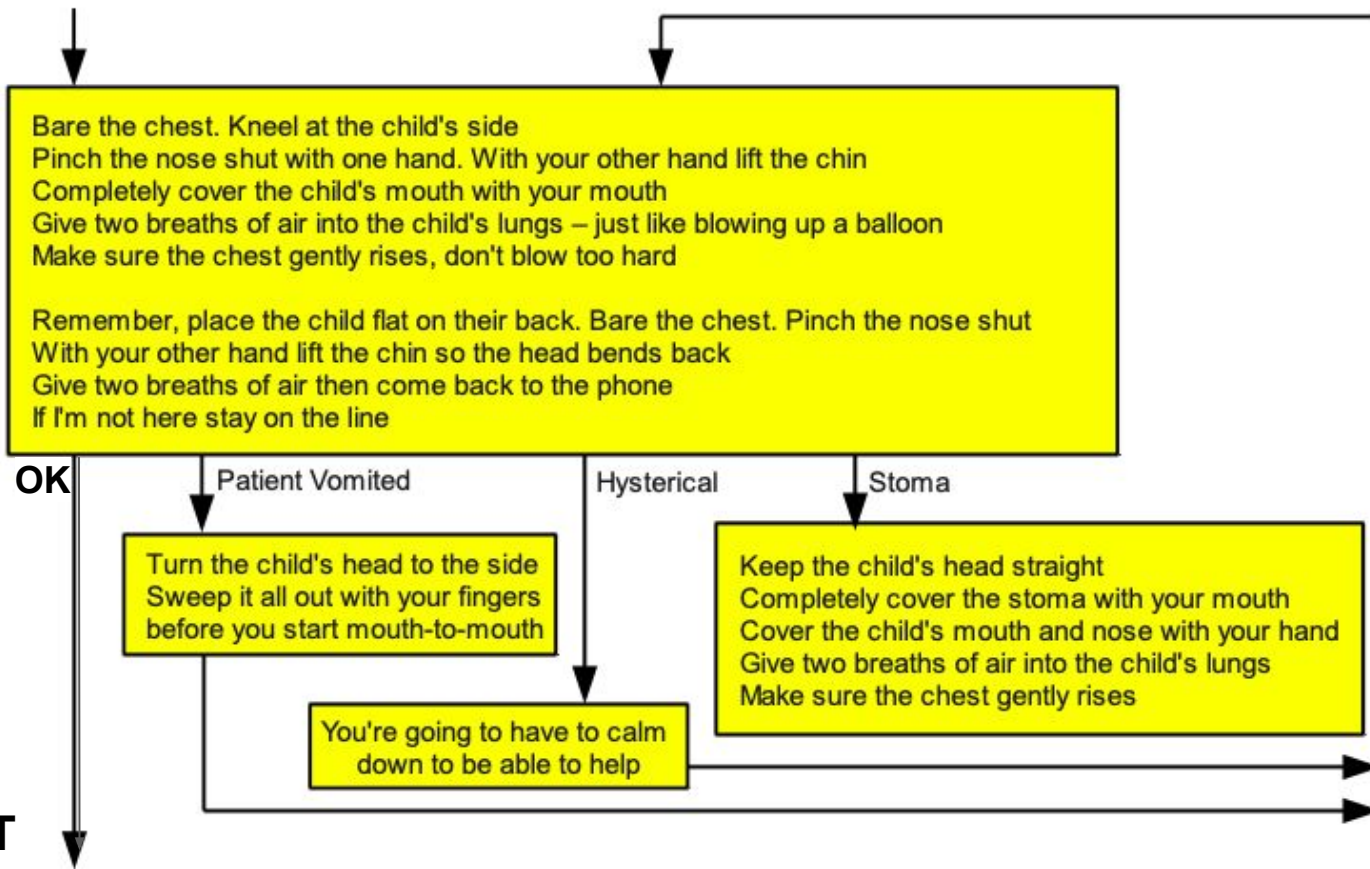 Bare the chest. Kneel at the child's side
Pinch the nose shut with one hand. With your other hand lift the chin
Completely cover the child's mouth with your mouth
Give two breaths of air into the child's lungs – just like blowing up a balloon
Make sure the chest gently rises, don't blow too hard
Remember, place the child flat on their back. Bare the chest. Pinch the nose shut
With your other hand lift the chin so the head bends back
Give two breaths of air then come back to the phone
If I'm not here stay on the line
OK
Patient Vomited
Hysterical
Stoma
Turn the child's head to the side
Sweep it all out with your fingers
before you start mouth-to-mouth
Keep the child's head straight
Completely cover the stoma with your mouth
Cover the child's mouth and nose with your hand
Give two breaths of air into the child's lungs
Make sure the chest gently rises
You're going to have to calm
down to be able to help
T